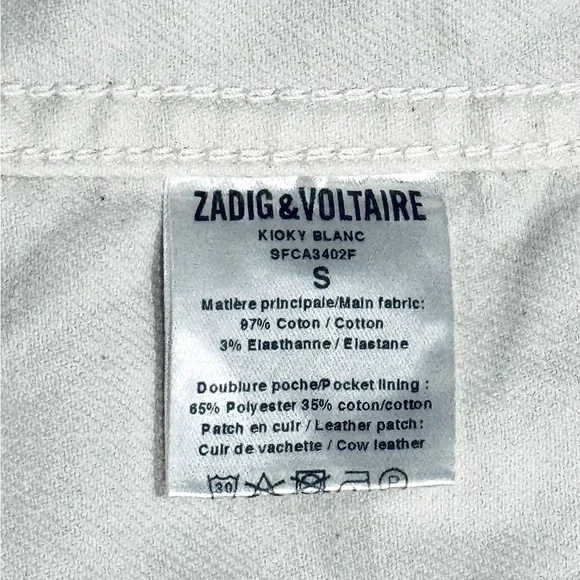 ZADIG & VOLTAIRE
KIOKY BLANC
SFCA3402F
S
Matière principale/Main fabric:
97% Coton / Cotton
3% Elasthanne / Elastane
Doublure poche/Pocket lining :
65% Polyester 35% coton/cotton
Patch en cuir / Leather patch :
Cuir de vachette / Cow leather
30 P